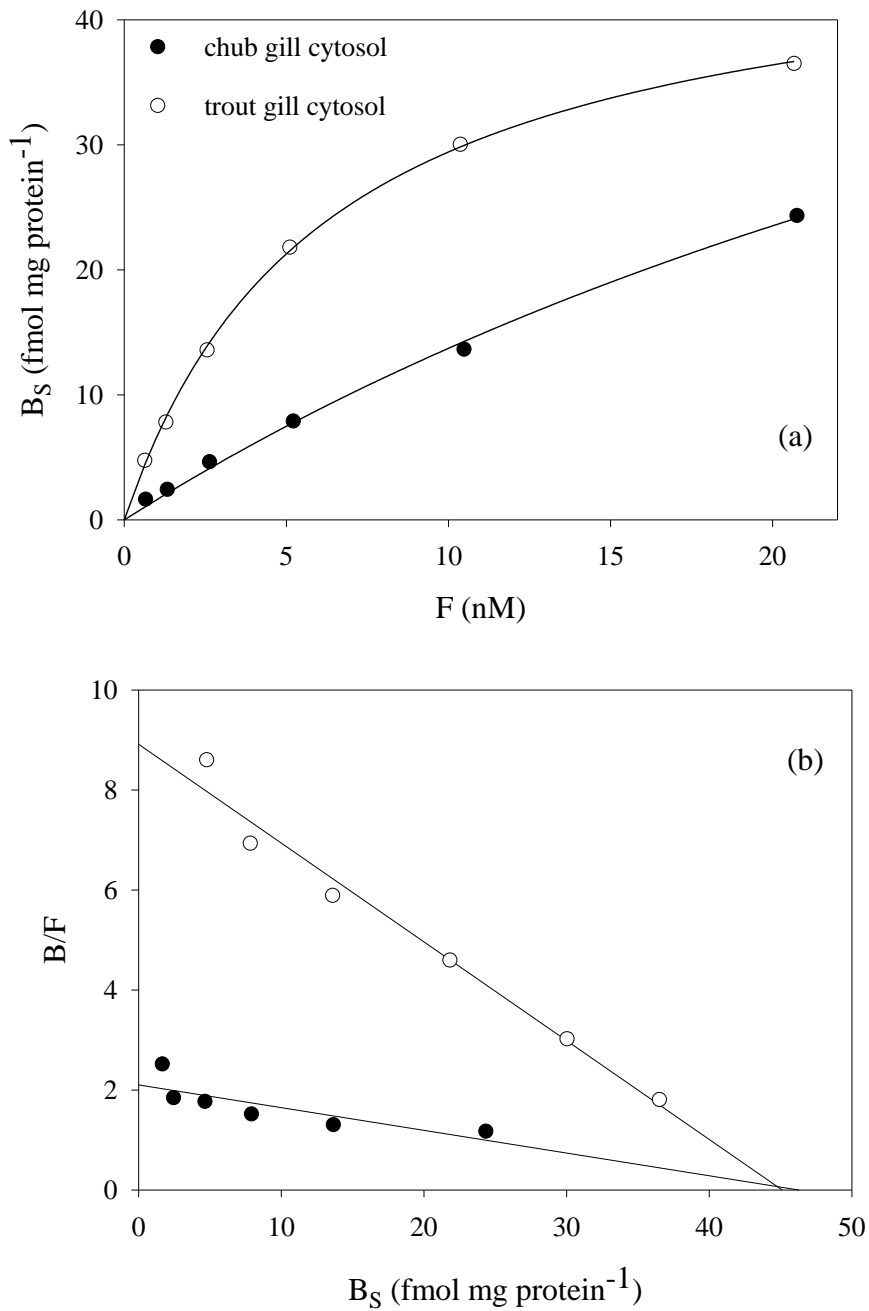 40
30
20
10
0
B_S (fmol mg protein^-1)
chub gill cytosol
trout gill cytosol
(a)
0 5 10 15 20
F (nM)
10
8
6
4
2
0
B/F
(b)
0 10 20 30 40 50
B_S (fmol mg protein^-1)